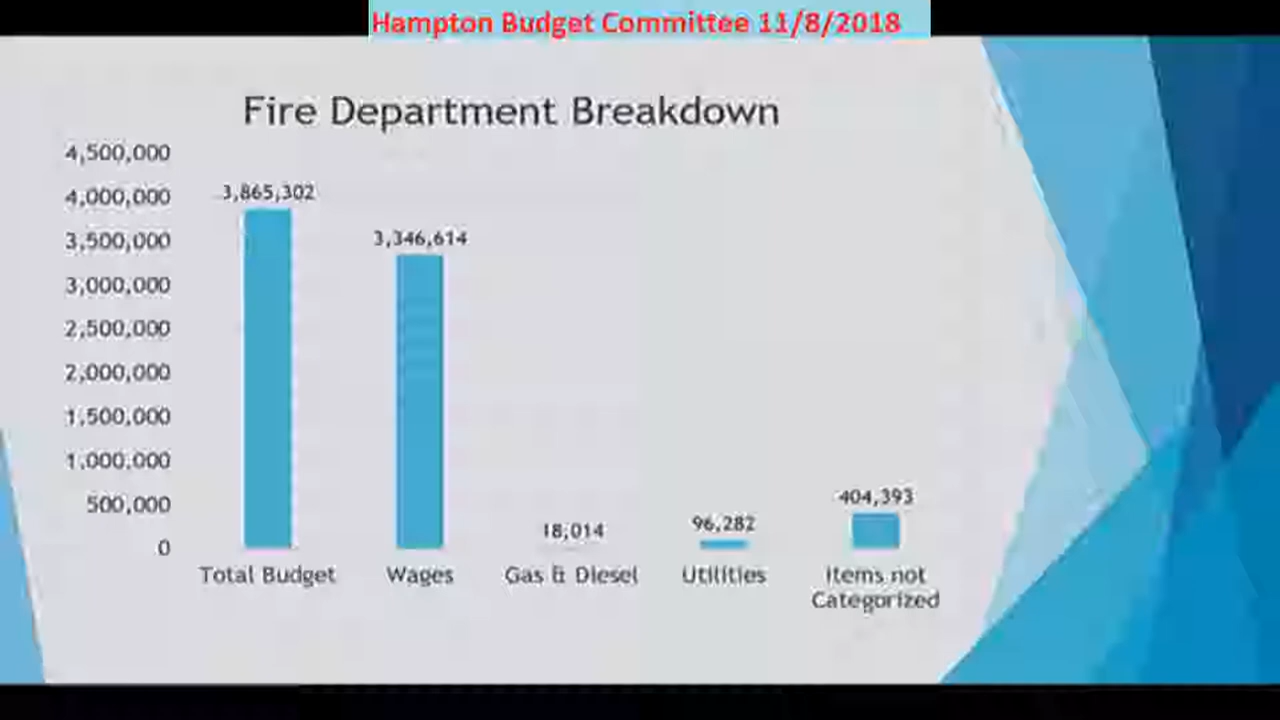 Hampton Budget Committee 11/8/2018
Fire Department Breakdown
4,500,000
4,000,000
3,500,000
3,000,000
2,500,000
2,000,000
1,500,000
1,000,000
500,000
0
3,865,302
3,346,614
18,014
96,282
404,393
Total Budget
Wages
Gas & Diesel
Utilities
Items not
Categorized